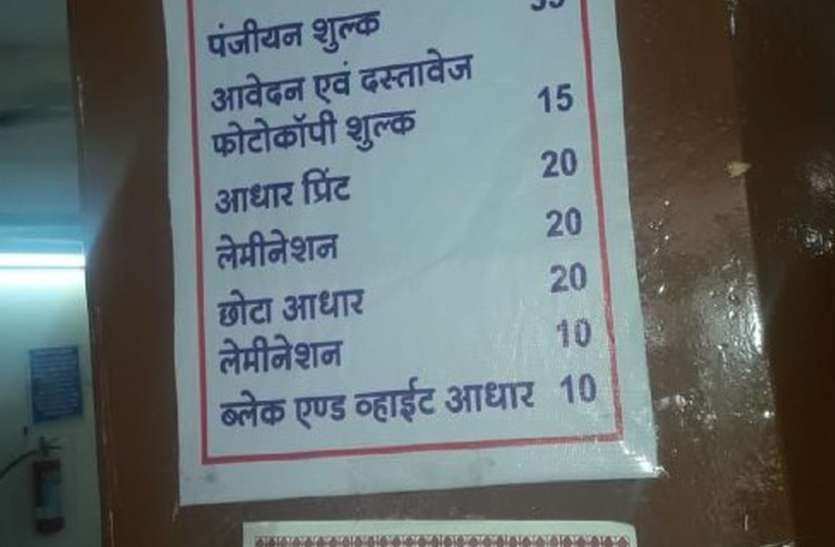 पंजीयन शुल्क
आवेदन एवं दस्तावेज
फोटोकॉपी शुल्क 15
आधार प्रिंट 20
लेमीनेशन 20
छोटा आधार 20
लेमीनेशन 10
ब्लेक एण्ड व्हाईट आधार 10